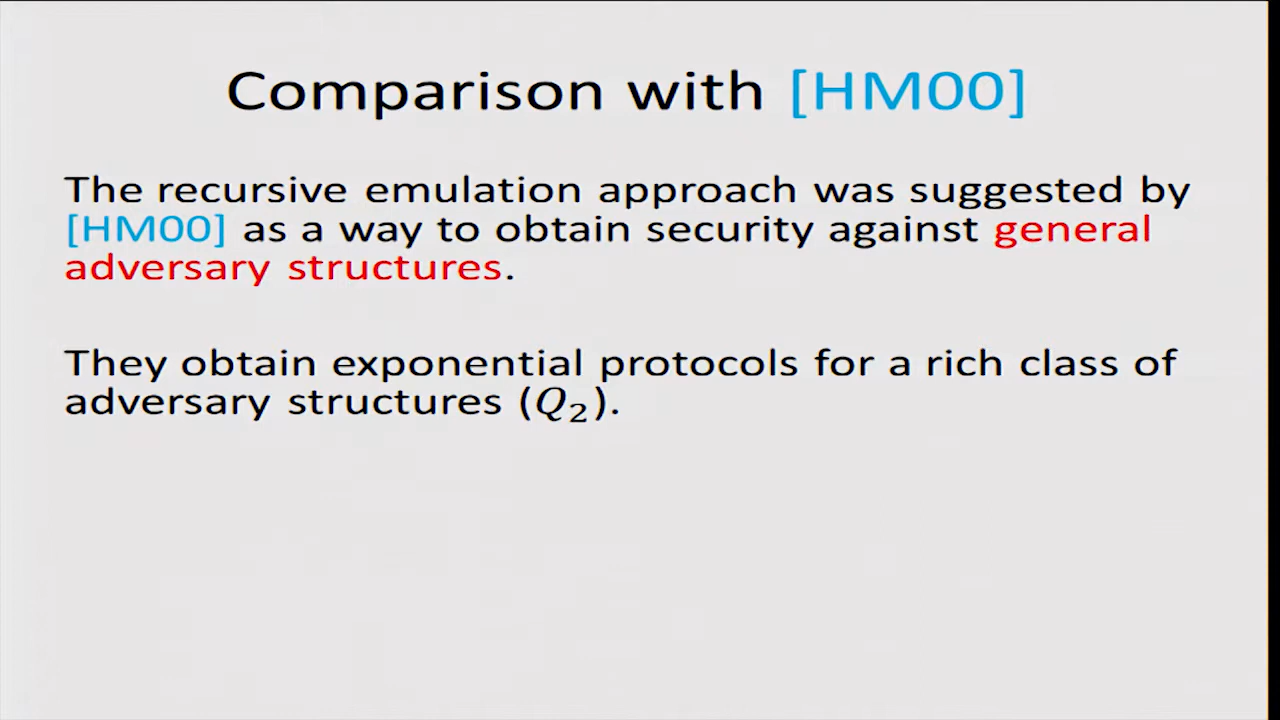 Comparison with [HM00]
The recursive emulation approach was suggested by
[HM00] as a way to obtain security against general
adversary structures.
They obtain exponential protocols for a rich class of
adversary structures (Q₂).